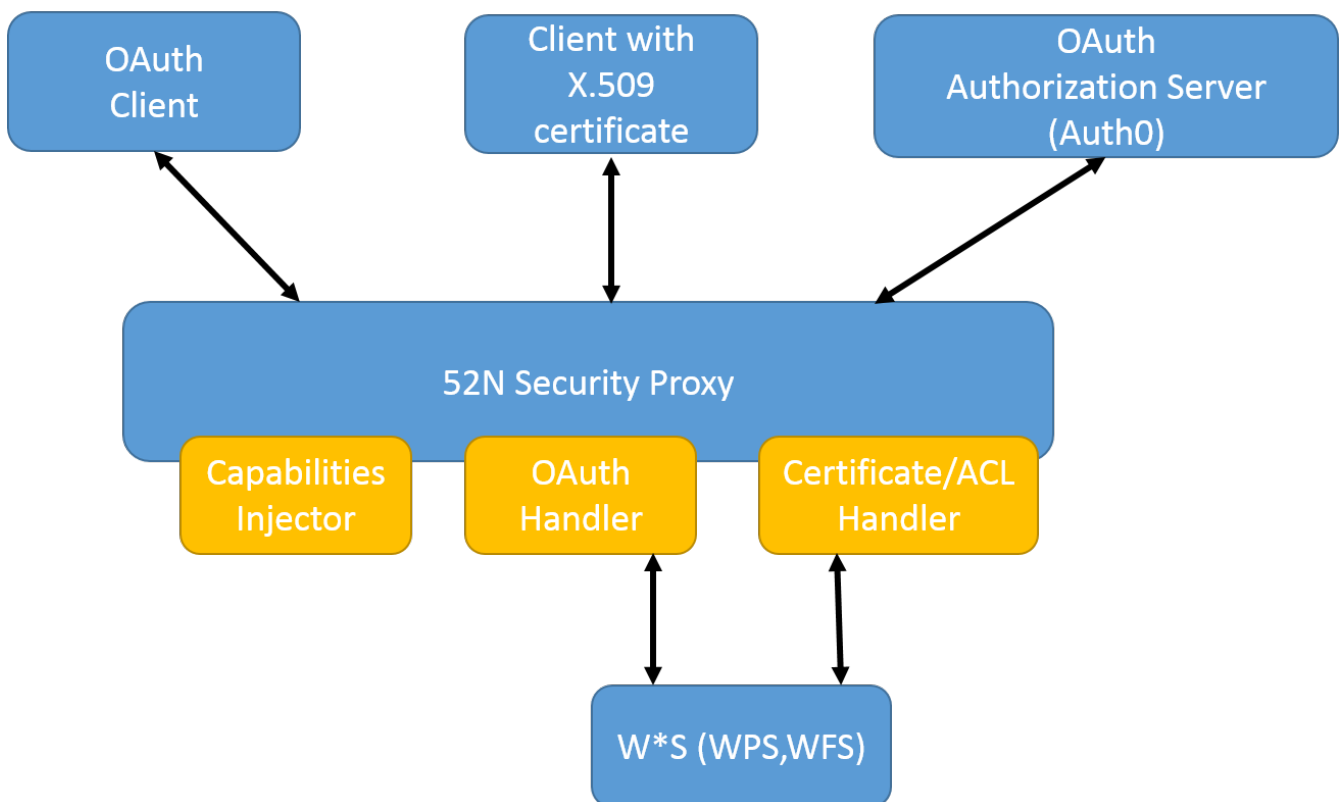 OAuth
Client
Client with
X.509
certificate
OAuth
Authorization Server
(Auth0)
52N Security Proxy
Capabilities
Injector
OAuth
Handler
Certificate/ACL
Handler
W*S (WPS,WFS)